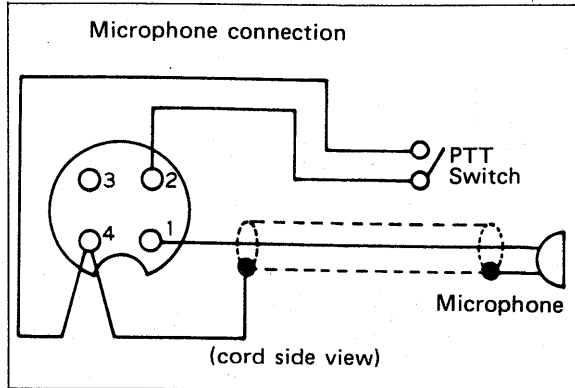 Microphone connection
PTT
Switch
3
2
4
1
Microphone
(cord side view)